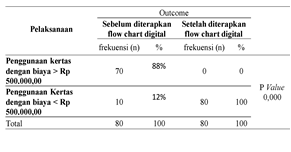 Outcome
Pelaksanaan
Sebelum diterapkan
flow chart digital
Setelah diterapkan
flow chart digital
frekuensi (n) % frekuensi (n) %
Penggunaan kertas
dengan biaya > Rp
500.000,00
70 88% 0 0
Penggunaan Kertas
dengan biaya < Rp
500.000,00
10 12% 80 100
P Value
0,000
Total 80 100 80 100